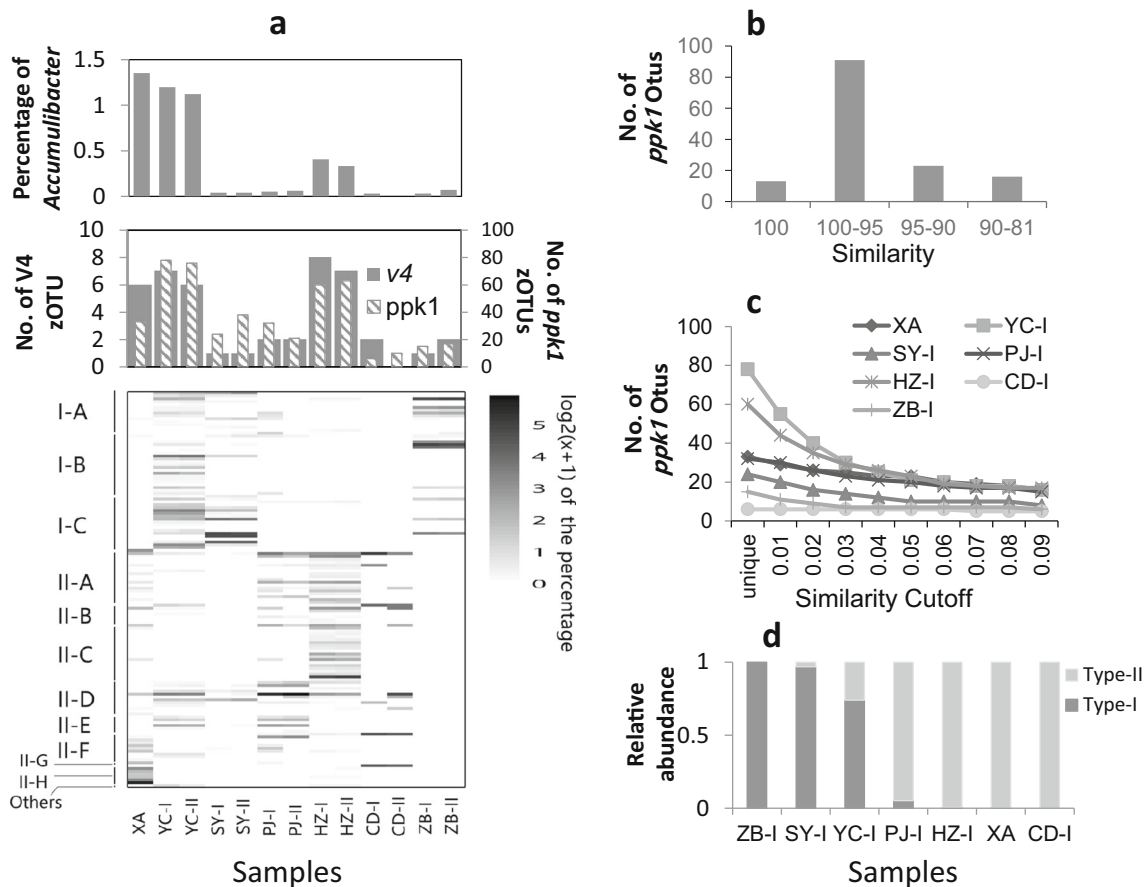 a
Percentage of
Accumulibacter
1.5
1
0.5
0
No. of V4
zOTU
10
8
6
4
2
0
v4
ppk1
100
80
60
40
20
0
No. of ppk1
zOTUs
I-A
I-B
I-C
II-A
II-B
II-C
II-D
II-E
II-F
II-G
II-H
Others
5
4
3
2
1
0
log2(x+1) of the percentage
XA YC-I YC-II SY-I SY-II PJ-I PJ-II HZ-I HZ-II CD-I CD-II ZB-I ZB-II
Samples
b
No. of
ppk1 Otus
100
80
60
40
20
0
100 100-95 95-90 90-81
Similarity
c
No. of
ppk1 Otus
100
80
60
40
20
0
XA YC-I
SY-I PJ-I
HZ-I CD-I
ZB-I
unique 0.01 0.02 0.03 0.04 0.05 0.06 0.07 0.08 0.09
Similarity Cutoff
d
Relative
abundance
1
0.5
0
Type-II
Type-I
ZB-I SY-I YC-I PJ-I HZ-I XA CD-I
Samples